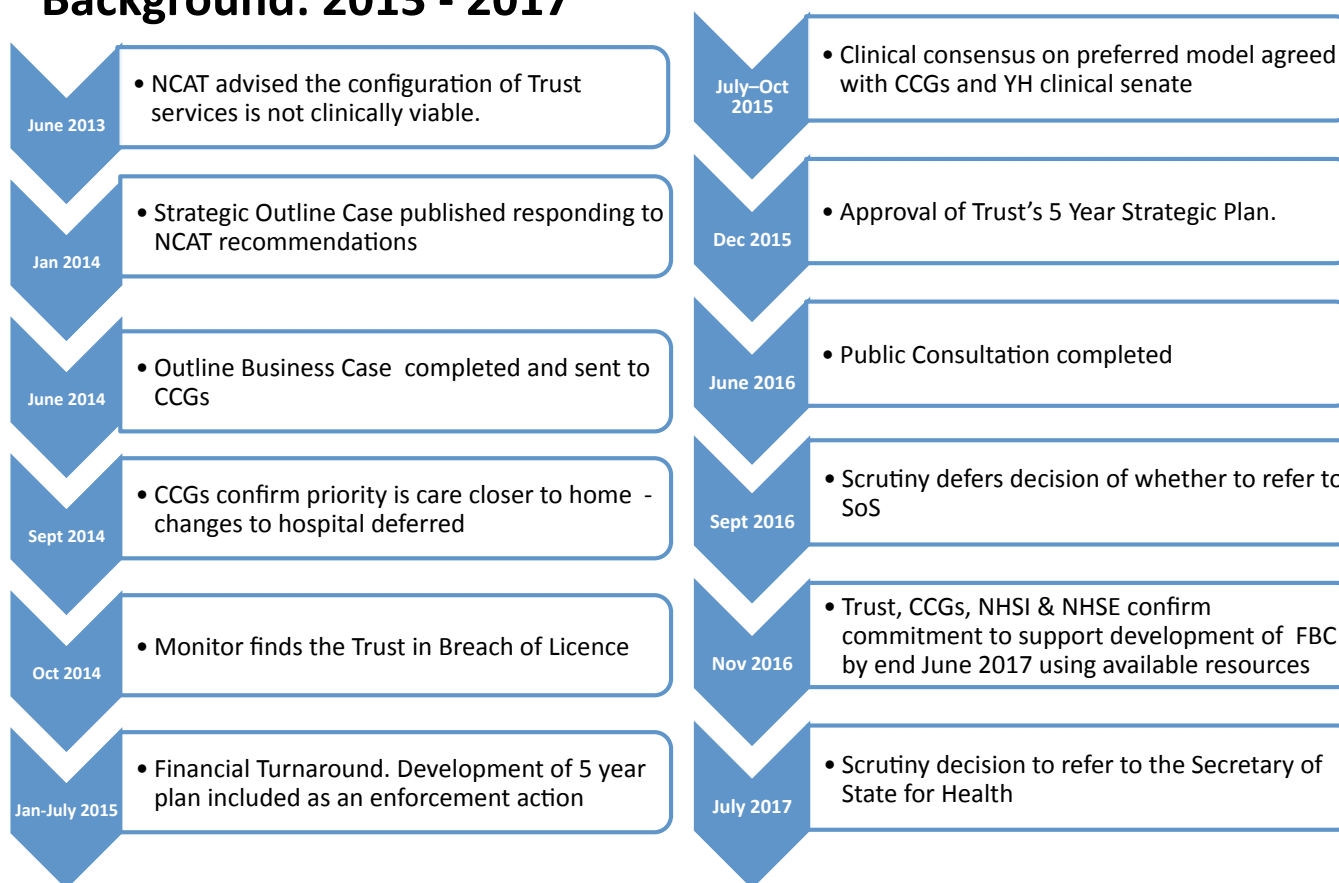 Background: 2013 - 2017
June 2013
• NCAT advised the configuration of Trust
services is not clinically viable.
Jan 2014
• Strategic Outline Case published responding to
NCAT recommendations
June 2014
• Outline Business Case  completed and sent to
CCGs
Sept 2014
• CCGs confirm priority is care closer to home  -
changes to hospital deferred
Oct 2014
• Monitor finds the Trust in Breach of Licence
Jan-July 2015
• Financial Turnaround. Development of 5 year
plan included as an enforcement action
July–Oct
2015
• Clinical consensus on preferred model agreed
with CCGs and YH clinical senate
Dec 2015
• Approval of Trust’s 5 Year Strategic Plan.
June 2016
• Public Consultation completed
Sept 2016
• Scrutiny defers decision of whether to refer to
SoS
Nov 2016
• Trust, CCGs, NHSI & NHSE confirm
commitment to support development of  FBC
by end June 2017 using available resources
July 2017
• Scrutiny decision to refer to the Secretary of
State for Health